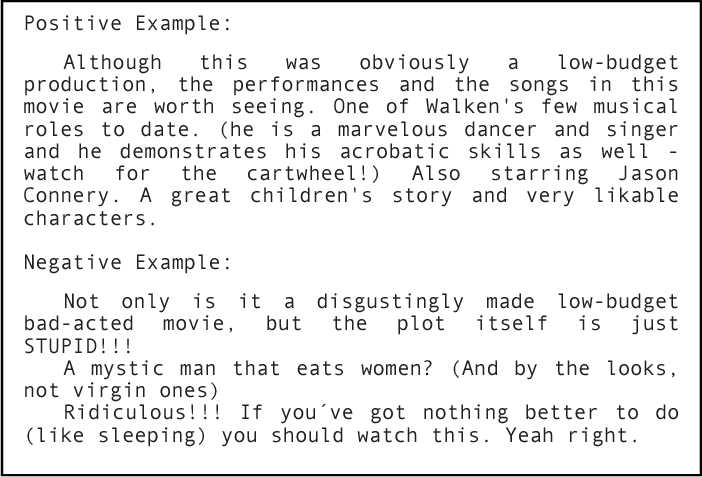 Positive Example:
Although this was obviously a low-budget
production, the performances and the songs in this
movie are worth seeing. One of Walken's few musical
roles to date. (he is a marvelous dancer and singer
and he demonstrates his acrobatic skills as well -
watch for the cartwheel!) Also starring Jason
Connery. A great children's story and very likable
characters.
Negative Example:
Not only is it a disgustingly made low-budget
bad-acted movie, but the plot itself is just
STUPID!!!
A mystic man that eats women? (And by the looks,
not virgin ones)
Ridiculous!!! If you´ve got nothing better to do
(like sleeping) you should watch this. Yeah right.